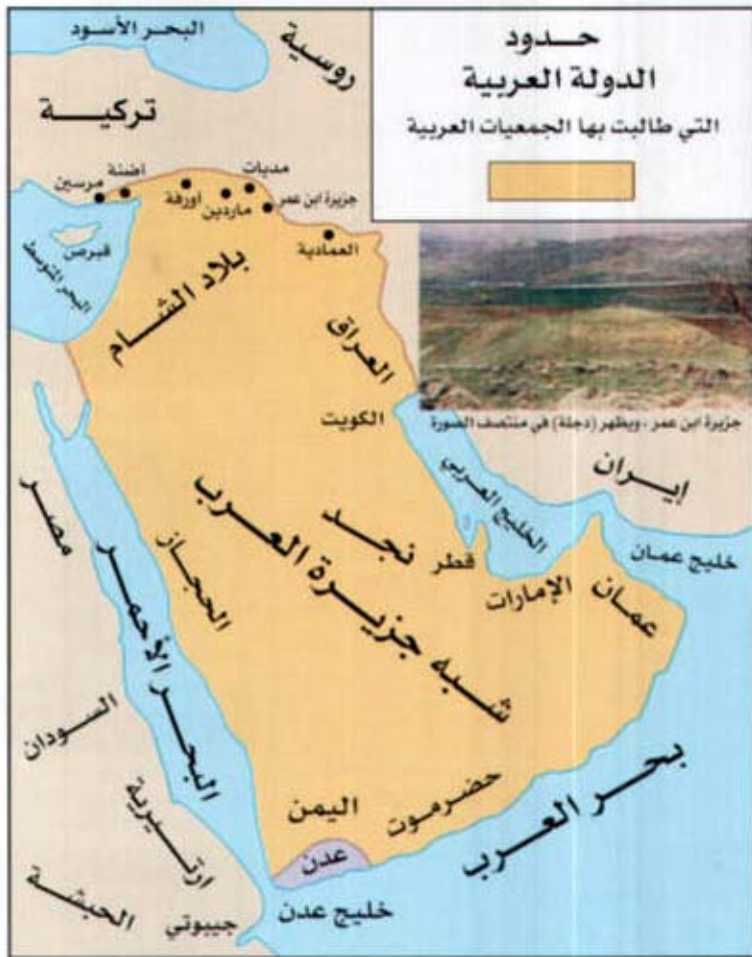 حدود
الدولة العربية
التي طالبت بها الجمعيات العربية
البحر الأسود
روسية
تركية
مديات
أضنة
مرسين
أورفة
ماردين
جزيرة ابن عمر
العمادية
قبرص
البحر المتوسط
بلاد الشام
العراق
جزيرة ابن عمر ، ويظهر (دجلة) في منتصف الصورة
الكويت
إيران
الخليج العربي
مصر
نجد
شبه جزيرة العرب
الحجاز
قطر
الإمارات
خليج عمان
عمان
البحر الأحمر
السودان
بحر العرب
حضرموت
اليمن
ارتيرية
عدن
الحبشة
جيبوتي
خليج عدن